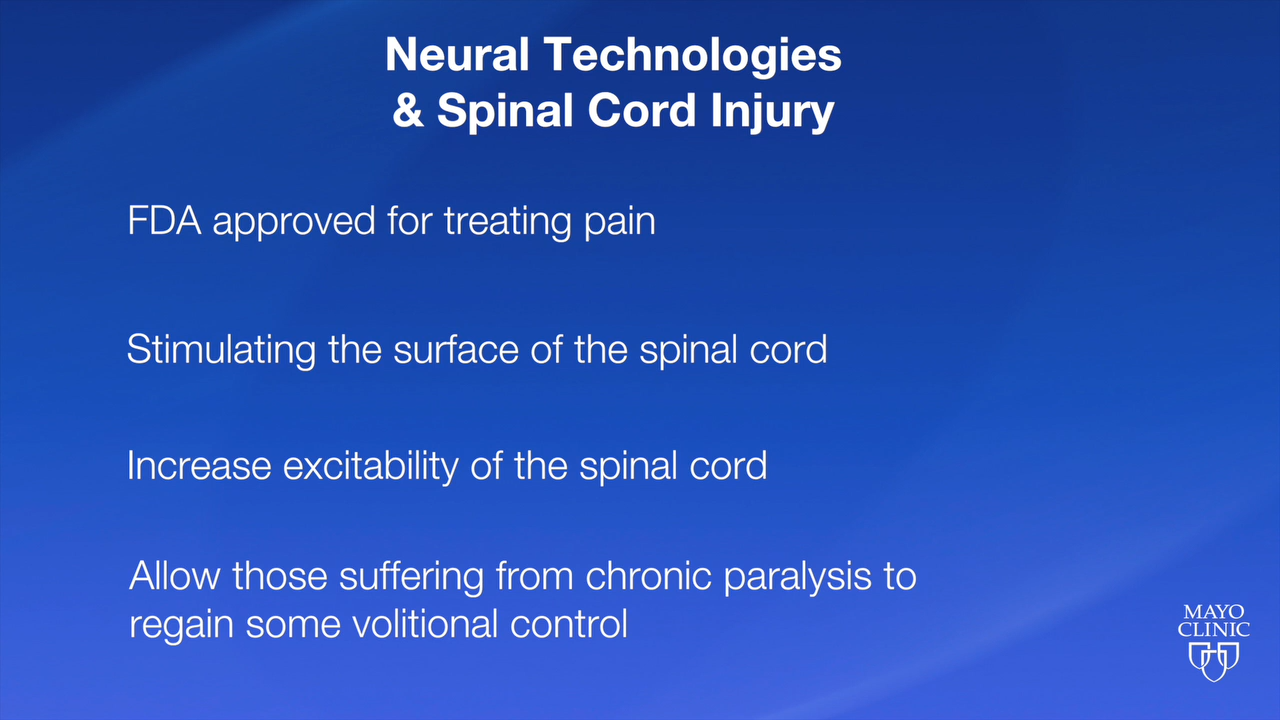 Neural Technologies
& Spinal Cord Injury
FDA approved for treating pain
Stimulating the surface of the spinal cord
Increase excitability of the spinal cord
Allow those suffering from chronic paralysis to
regain some volitional control
MAYO
CLINIC